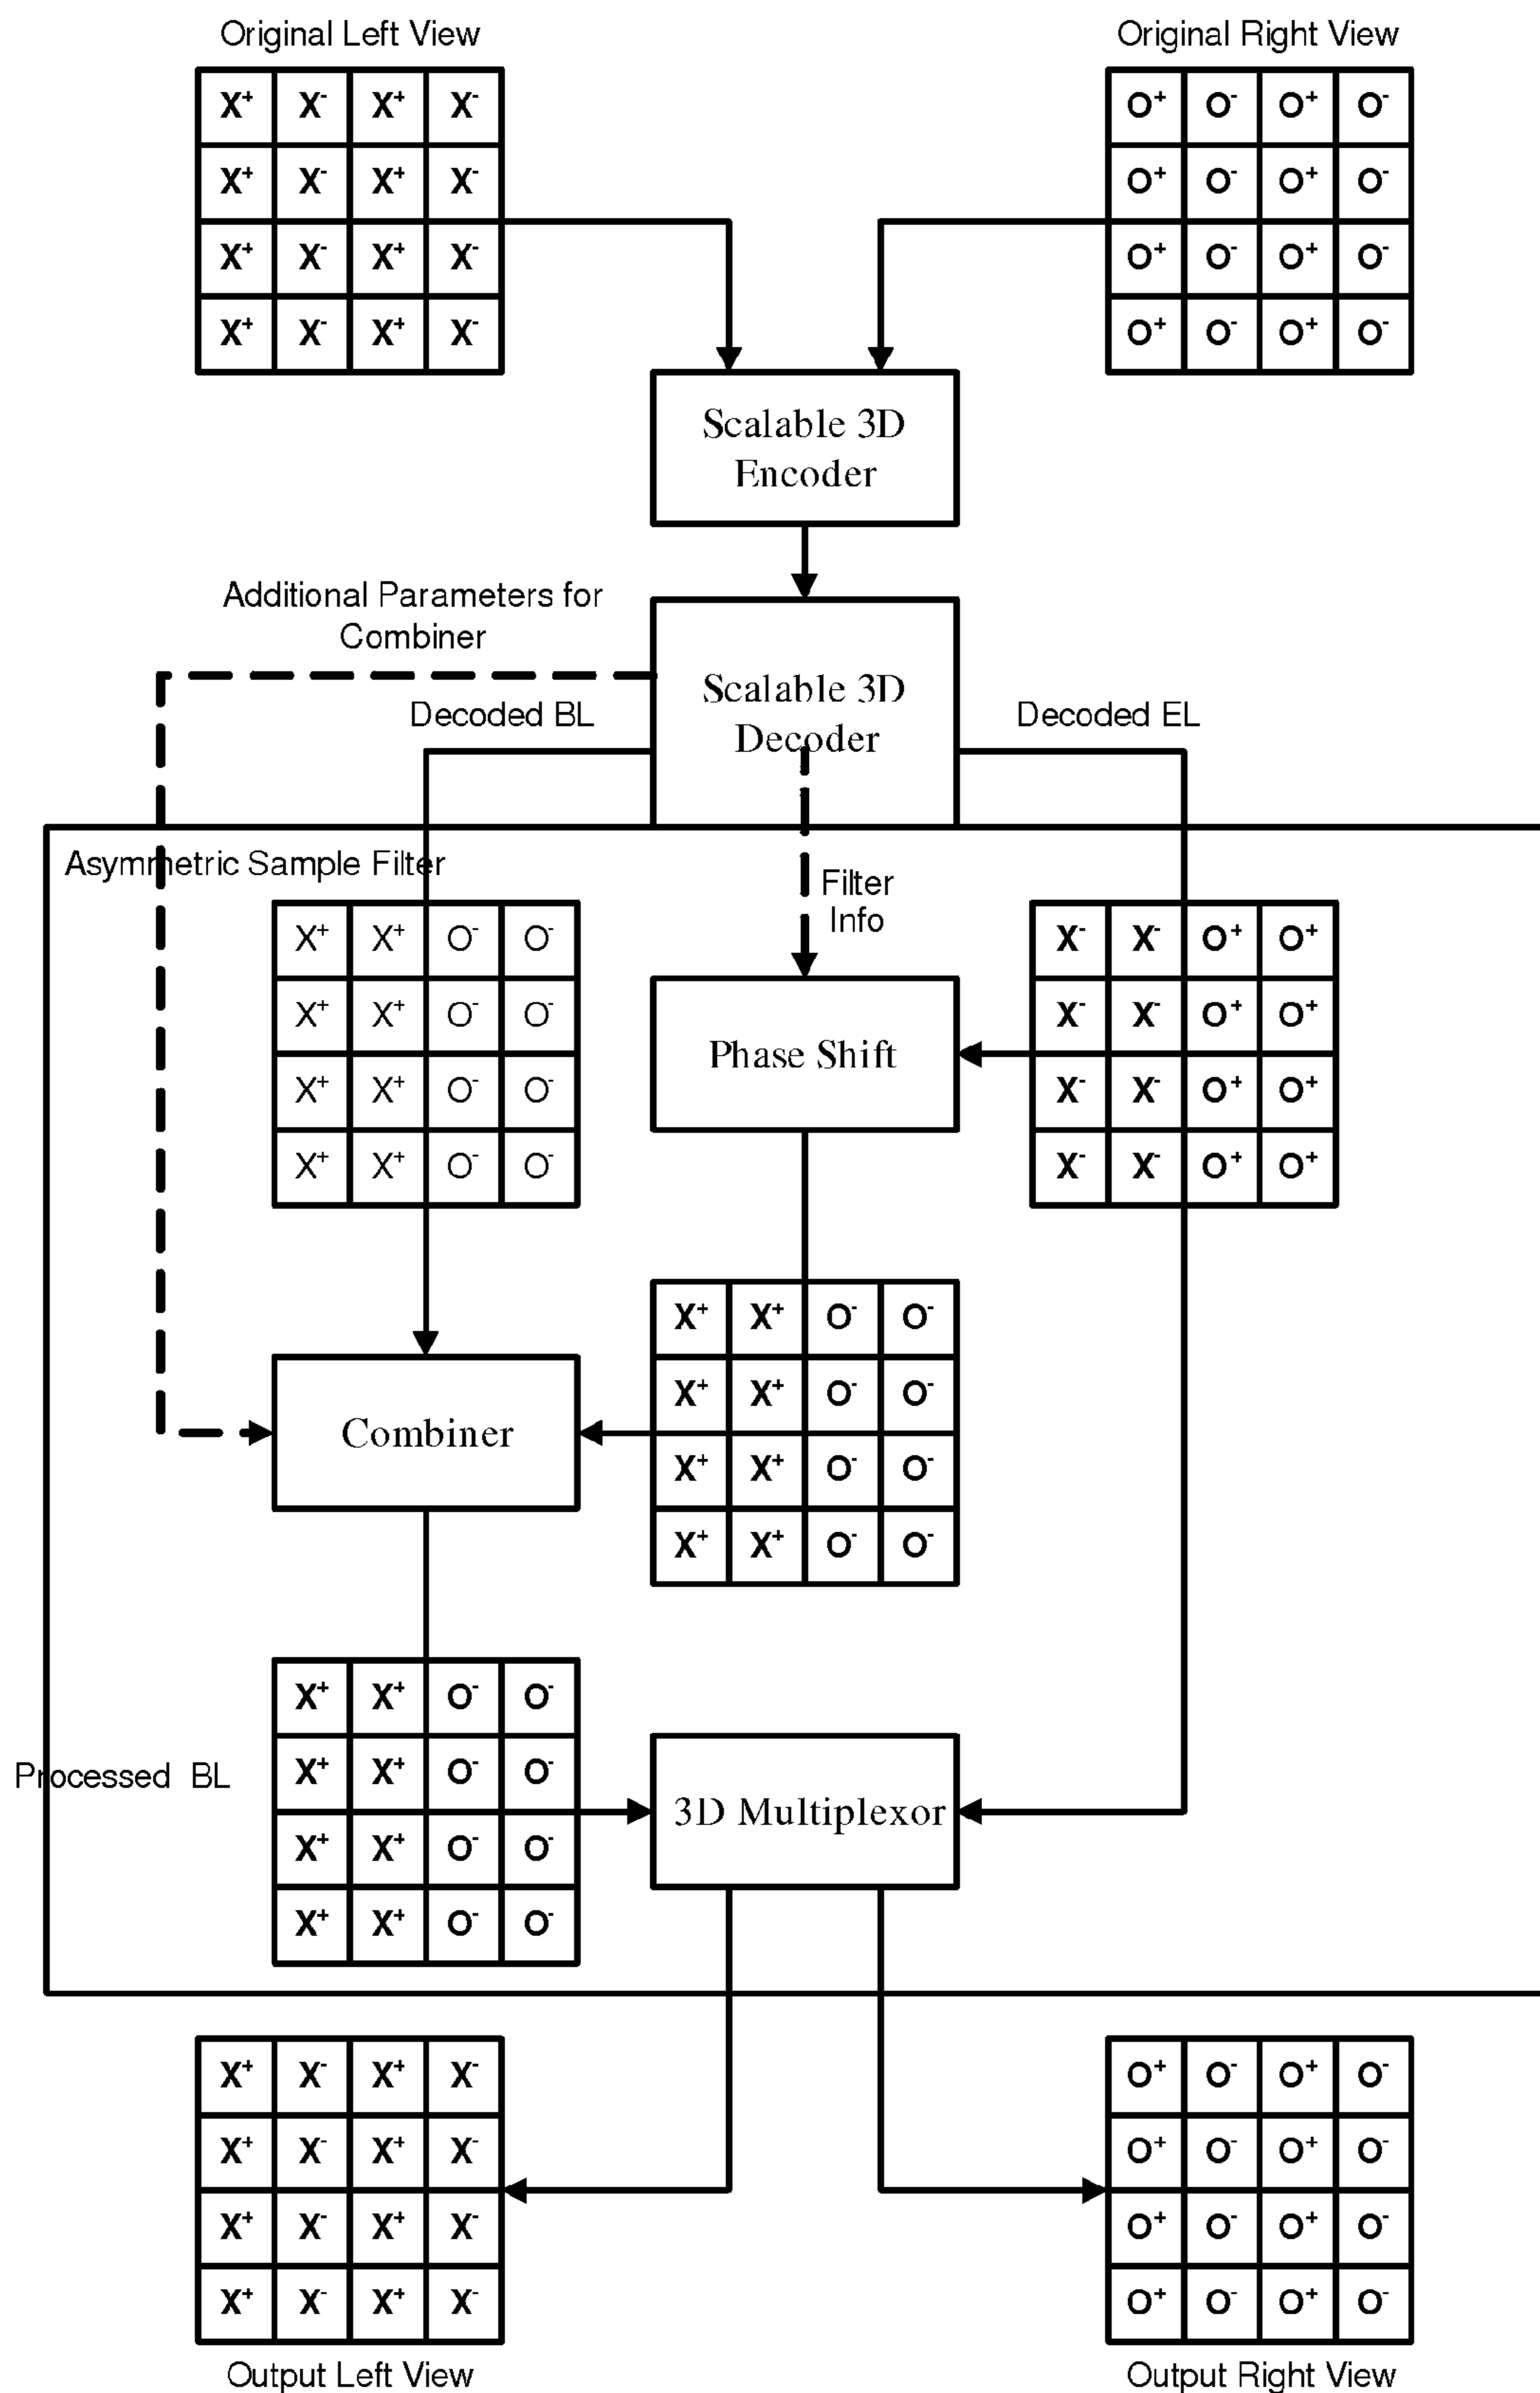 Original Left View
Original Right View
X+ X- X+ X-
X+ X- X+ X-
X+ X- X+ X-
X+ X- X+ X-
O+ O- O+ O-
O+ O- O+ O-
O+ O- O+ O-
O+ O- O+ O-
Scalable 3D
Encoder
Additional Parameters for
Combiner
Scalable 3D
Decoder
Decoded BL
Decoded EL
Asymmetric Sample Filter
Filter
Info
X+ X+ O- O-
X+ X+ O- O-
X+ X+ O- O-
X+ X+ O- O-
Phase Shift
X- X- O+ O+
X- X- O+ O+
X- X- O+ O+
X- X- O+ O+
Combiner
X+ X+ O- O-
X+ X+ O- O-
X+ X+ O- O-
X+ X+ O- O-
Processed BL
X+ X+ O- O-
X+ X+ O- O-
X+ X+ O- O-
X+ X+ O- O-
3D Multiplexor
X+ X- X+ X-
X+ X- X+ X-
X+ X- X+ X-
X+ X- X+ X-
O+ O- O+ O-
O+ O- O+ O-
O+ O- O+ O-
O+ O- O+ O-
Output Left View
Output Right View